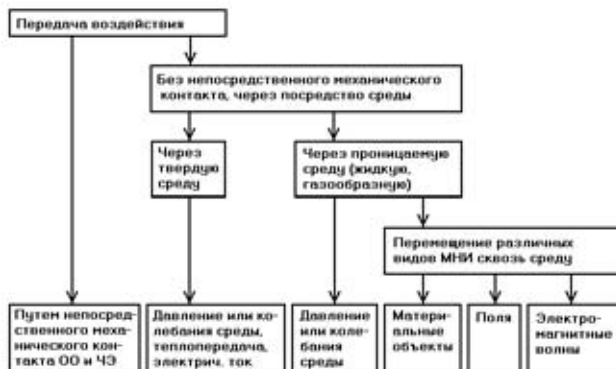 Передача воздействия
Без непосредственного механического
контакта, через посредство среды
Через
твердую
среду
Через проницаемую
среду (жидкую,
газообразную)
Перемещение различных
видов МНИ сквозь среду
Путем непосред-
ственного меха-
нического кон-
такта ОО и ЧЭ
Давление или ко-
лебания среды,
теплопередача,
электрич. ток
Давление
или коле-
бания
среды
Матери-
альные
объекты
Поля
Электро-
магнитные
волны